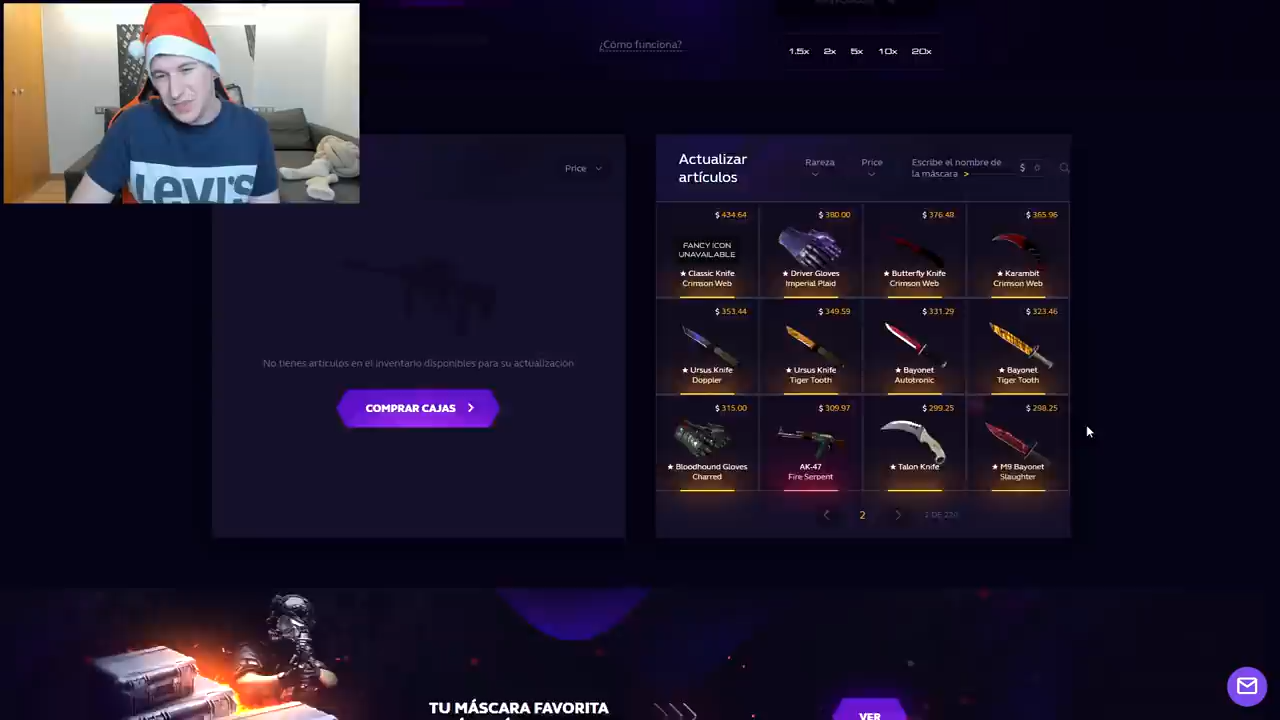 ¿Cómo funciona?
1.5x 2x 5x 10x 20x
LEVI'S
Price
Actualizar
artículos
Rareza
Price
Escribe el nombre de
la máscara >
$ 0
$ 434.64
FANCY ICON
UNAVAILABLE
★ Classic Knife
Crimson Web
$ 380.00
★ Driver Gloves
Imperial Plaid
$ 376.48
★ Butterfly Knife
Crimson Web
$ 365.96
★ Karambit
Crimson Web
$ 353.44
★ Ursus Knife
Doppler
$ 349.59
★ Ursus Knife
Tiger Tooth
$ 331.29
★ Bayonet
Autotronic
$ 323.46
★ Bayonet
Tiger Tooth
$ 315.00
★ Bloodhound Gloves
Charred
$ 309.97
AK-47
Fire Serpent
$ 299.25
★ Talon Knife
$ 298.25
★ M9 Bayonet
Slaughter
2
No tienes artículos en el inventario disponibles para su actualización
COMPRAR CAJAS
TU MÁSCARA FAVORITA
VER